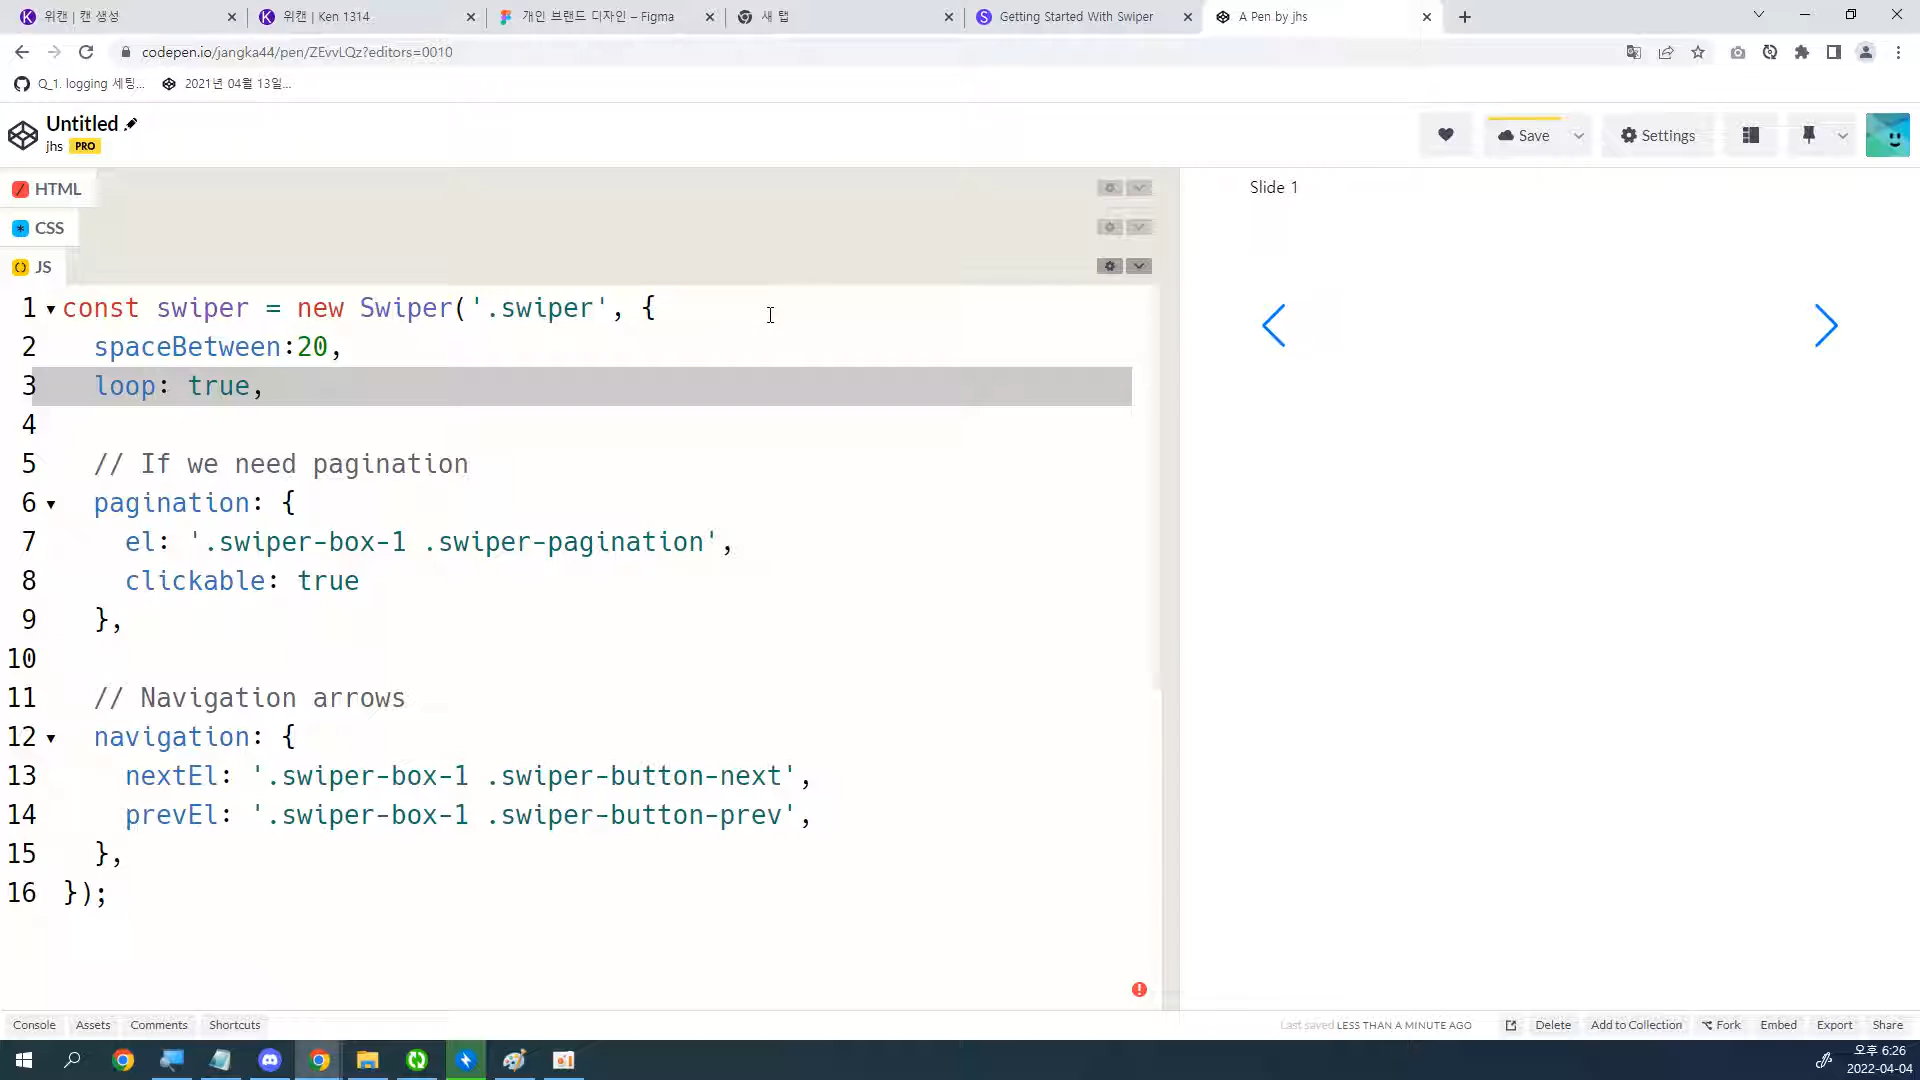 위캔 | 캔 생성
위캔 | Ken 1314
개인 브랜드 디자인 – Figma
새 탭
Getting Started With Swiper
A Pen by jhs
codepen.io/jangka44/pen/ZEvvLQz?editors=0010
Q_1. logging 세팅...
2021년 04월 13일...
Untitled
jhs PRO
Save
Settings
HTML
CSS
JS
1 const swiper = new Swiper('.swiper', {
2 spaceBetween:20,
3 loop: true,
4
5 // If we need pagination
6 pagination: {
7 el: '.swiper-box-1 .swiper-pagination',
8 clickable: true
9 },
10
11 // Navigation arrows
12 navigation: {
13 nextEl: '.swiper-box-1 .swiper-button-next',
14 prevEl: '.swiper-box-1 .swiper-button-prev',
15 },
16 });
Slide 1
Console Assets Comments Shortcuts
Last saved LESS THAN A MINUTE AGO
Delete Add to Collection Fork Embed Export Share
오후 6:26
2022-04-04